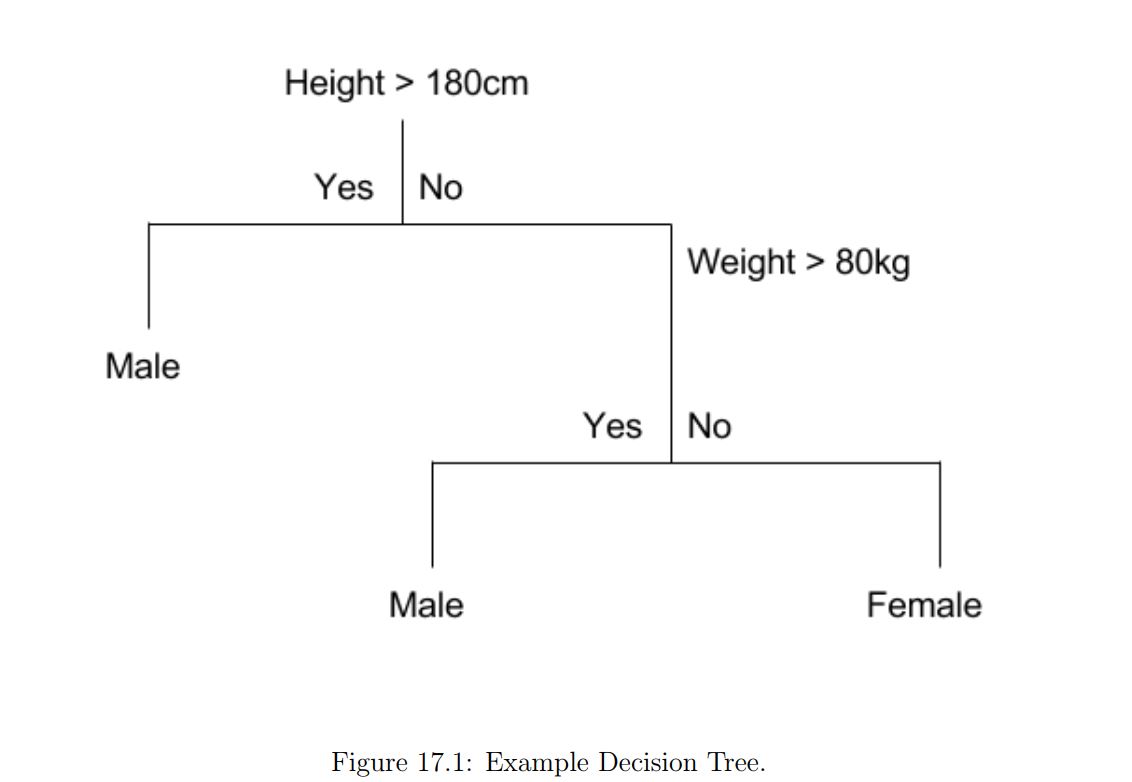 Height > 180cm
Yes No
Weight > 80kg
Male
Yes No
Male Female
Figure 17.1: Example Decision Tree.